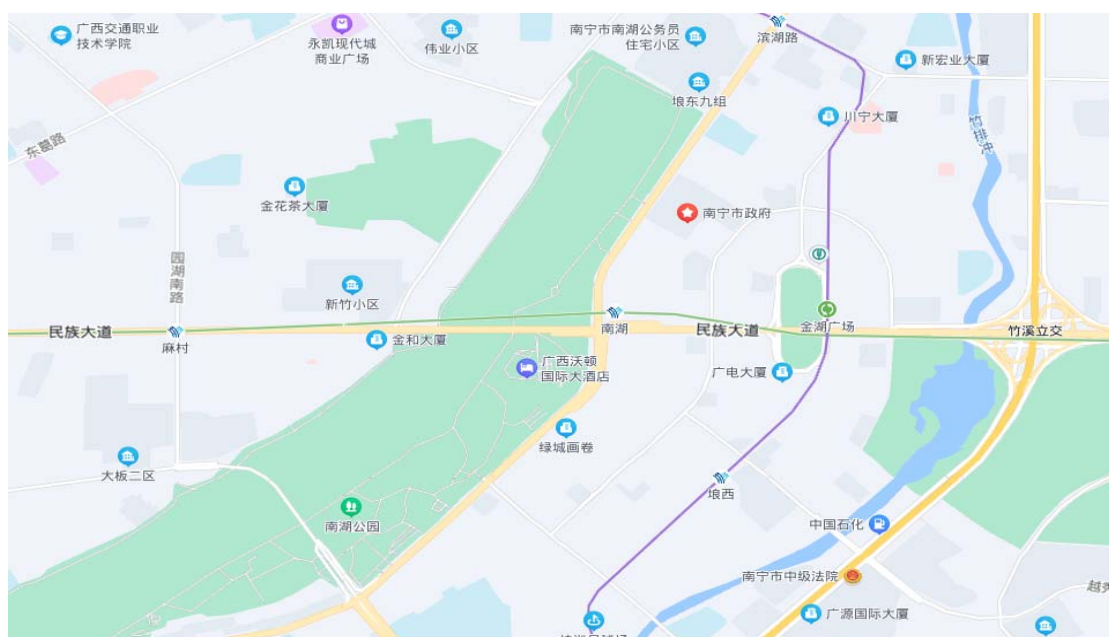 广西交通职业
技术学院
永凯现代城
商业广场
伟业小区
南宁市南湖公务员
住宅小区
滨湖路
新宏业大厦
埌东九组
川宁大厦
竹排冲
东葛路
金花茶大厦
南宁市政府
园湖南路
新竹小区
民族大道
麻村
金和大厦
南湖
民族大道
金湖广场
竹溪立交
广西沃顿
国际大酒店
广电大厦
绿城画卷
大板二区
埌西
南湖公园
中国石化
南宁市中级法院
广源国际大厦